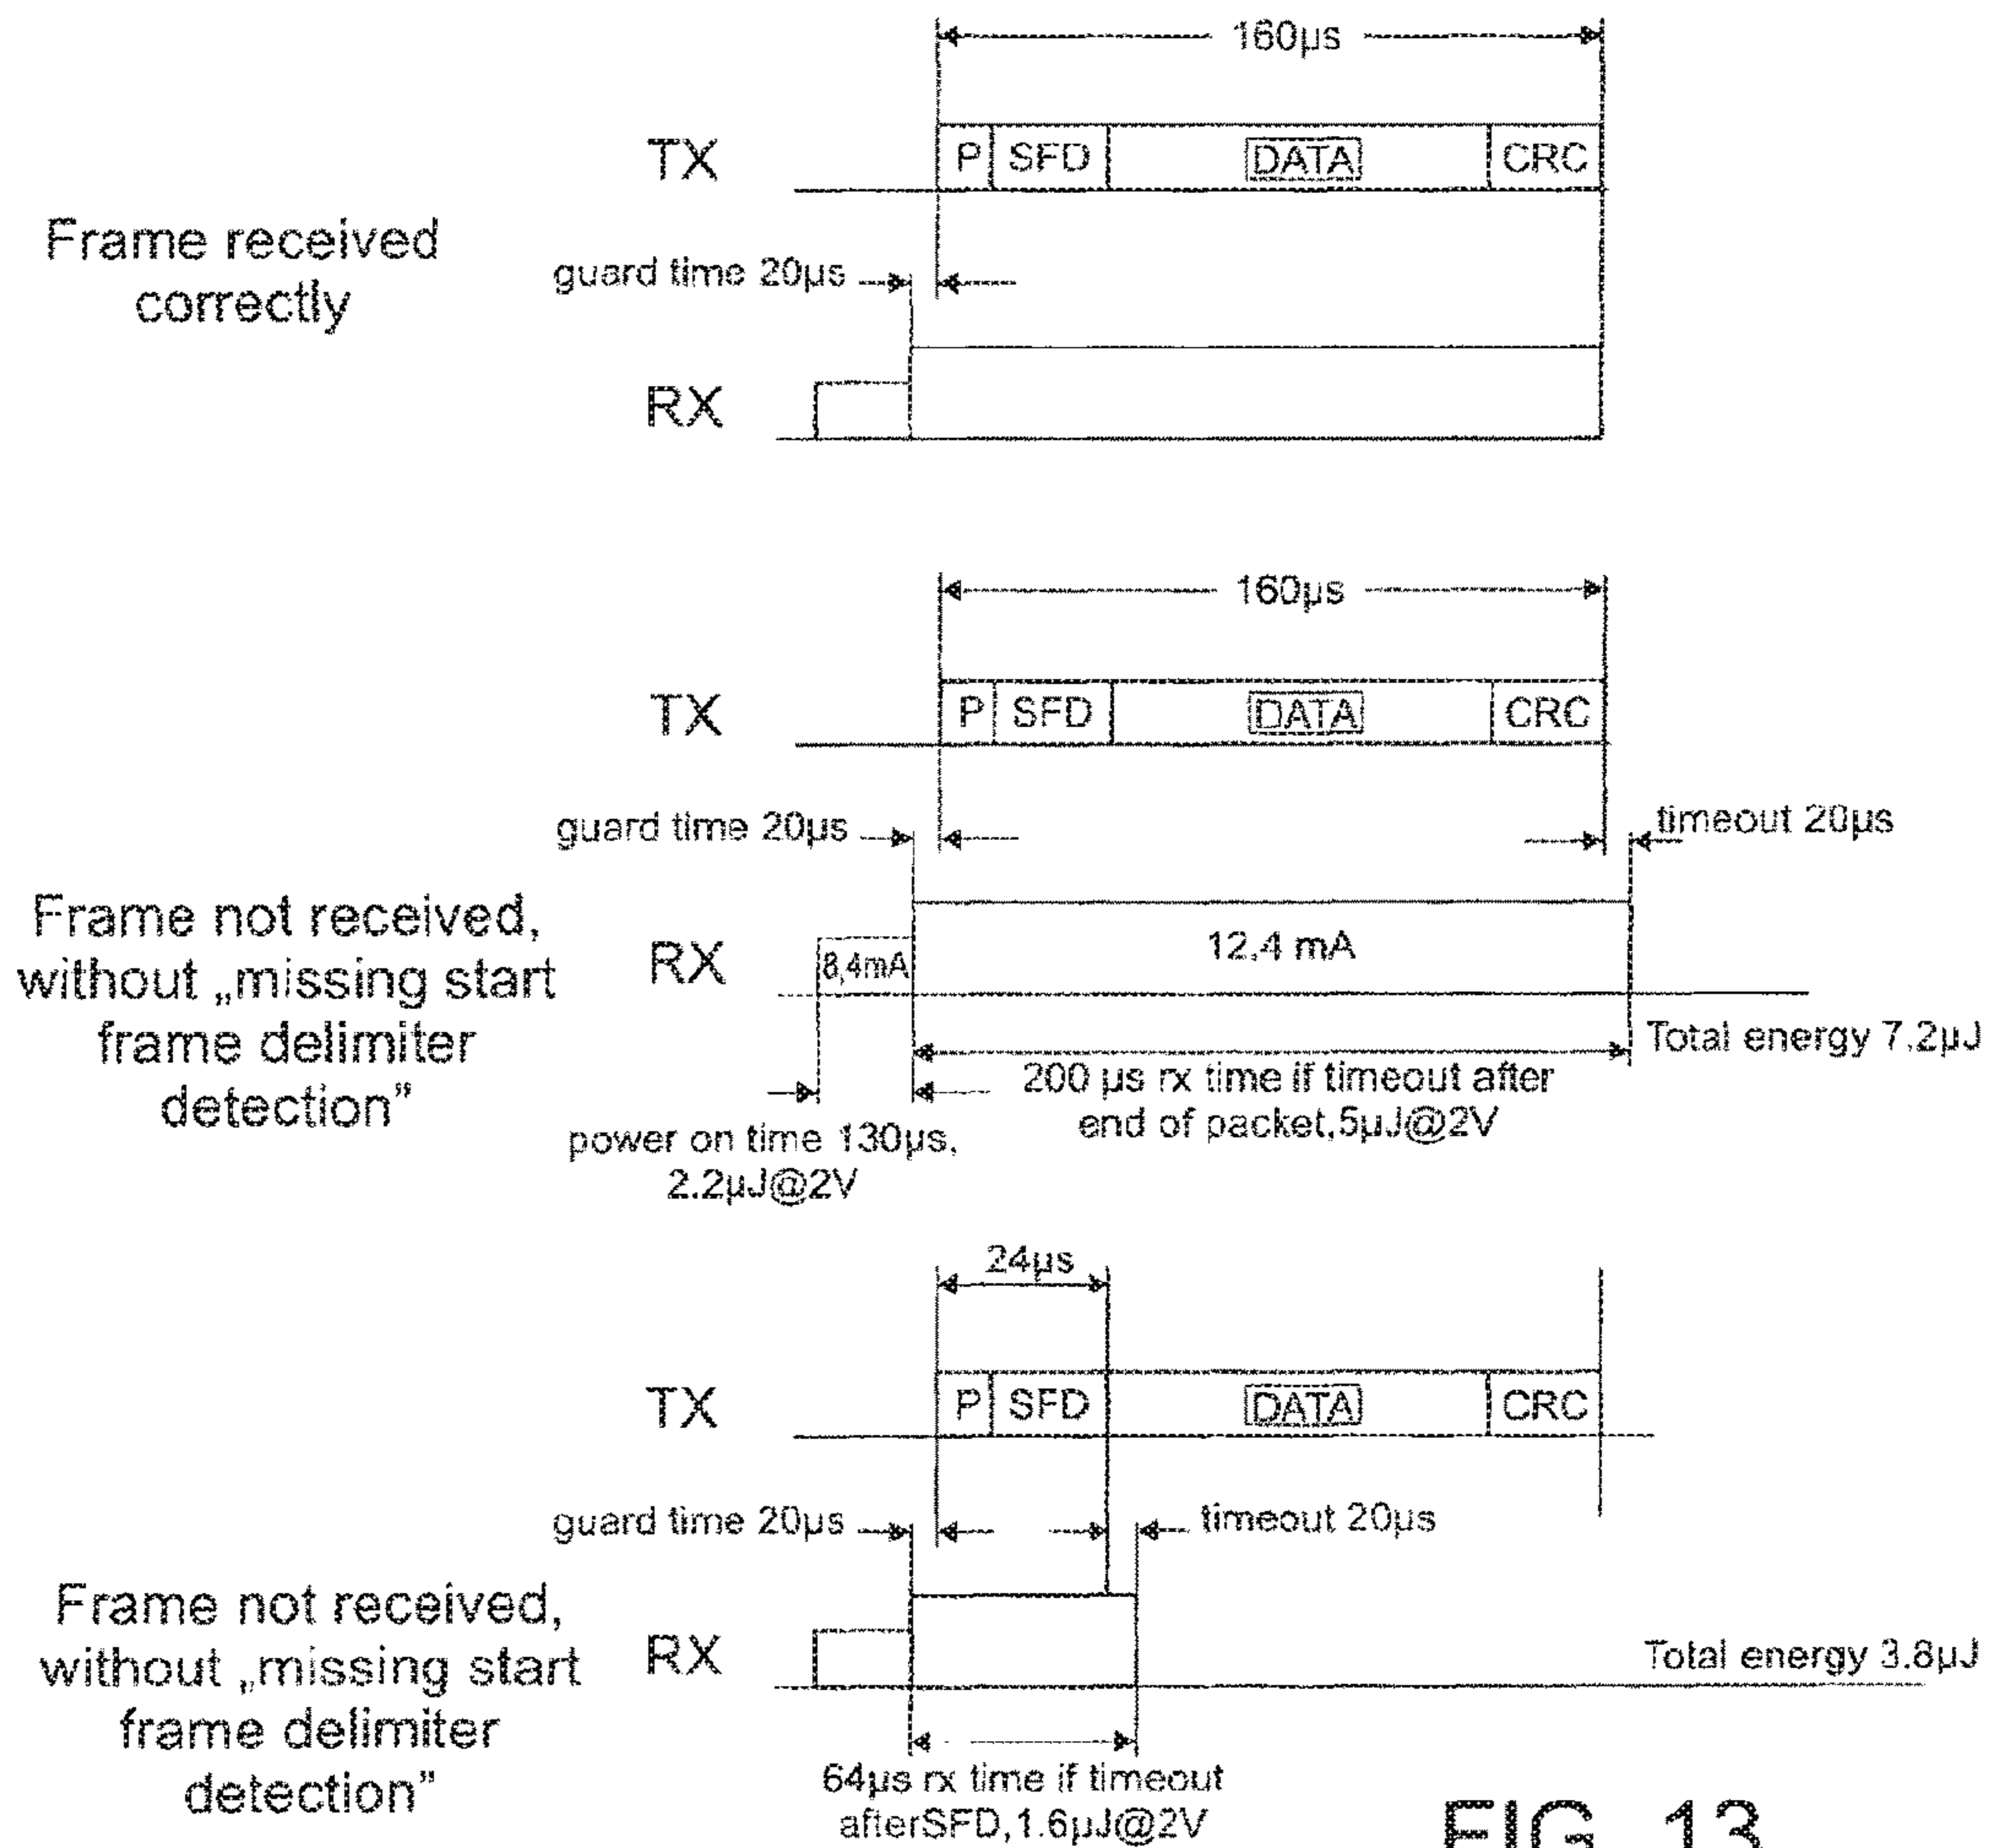 160µs
TX
P SFD DATA CRC
Frame received
correctly
guard time 20µs
RX
160µs
TX
P SFD DATA CRC
guard time 20µs
timeout 20µs
Frame not received,
without „missing start
frame delimiter
detection”
RX
8,4mA
12.4 mA
Total energy 7.2µJ
200 µs rx time if timeout after
end of packet,5µJ@2V
power on time 130µs,
2.2µJ@2V
24µs
TX
P SFD DATA CRC
guard time 20µs
timeout 20µs
Frame not received,
without „missing start
frame delimiter
detection”
RX
Total energy 3.8µJ
64µs rx time if timeout
afterSFD,1.6µJ@2V
FIG. 13